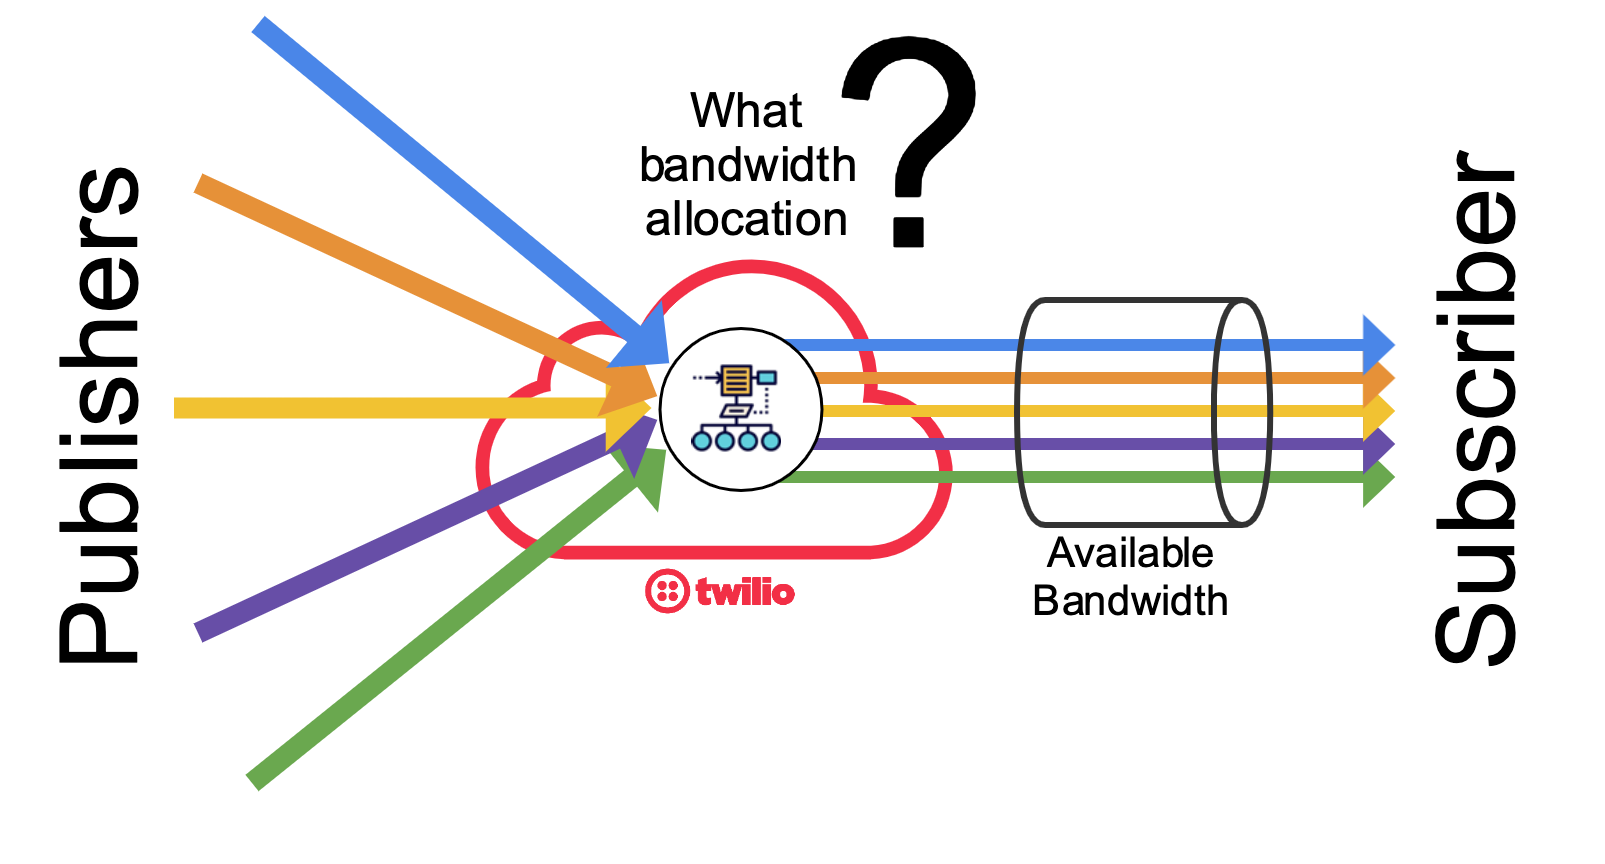 Publishers
What
bandwidth
allocation
?
twilio
Available
Bandwidth
Subscriber